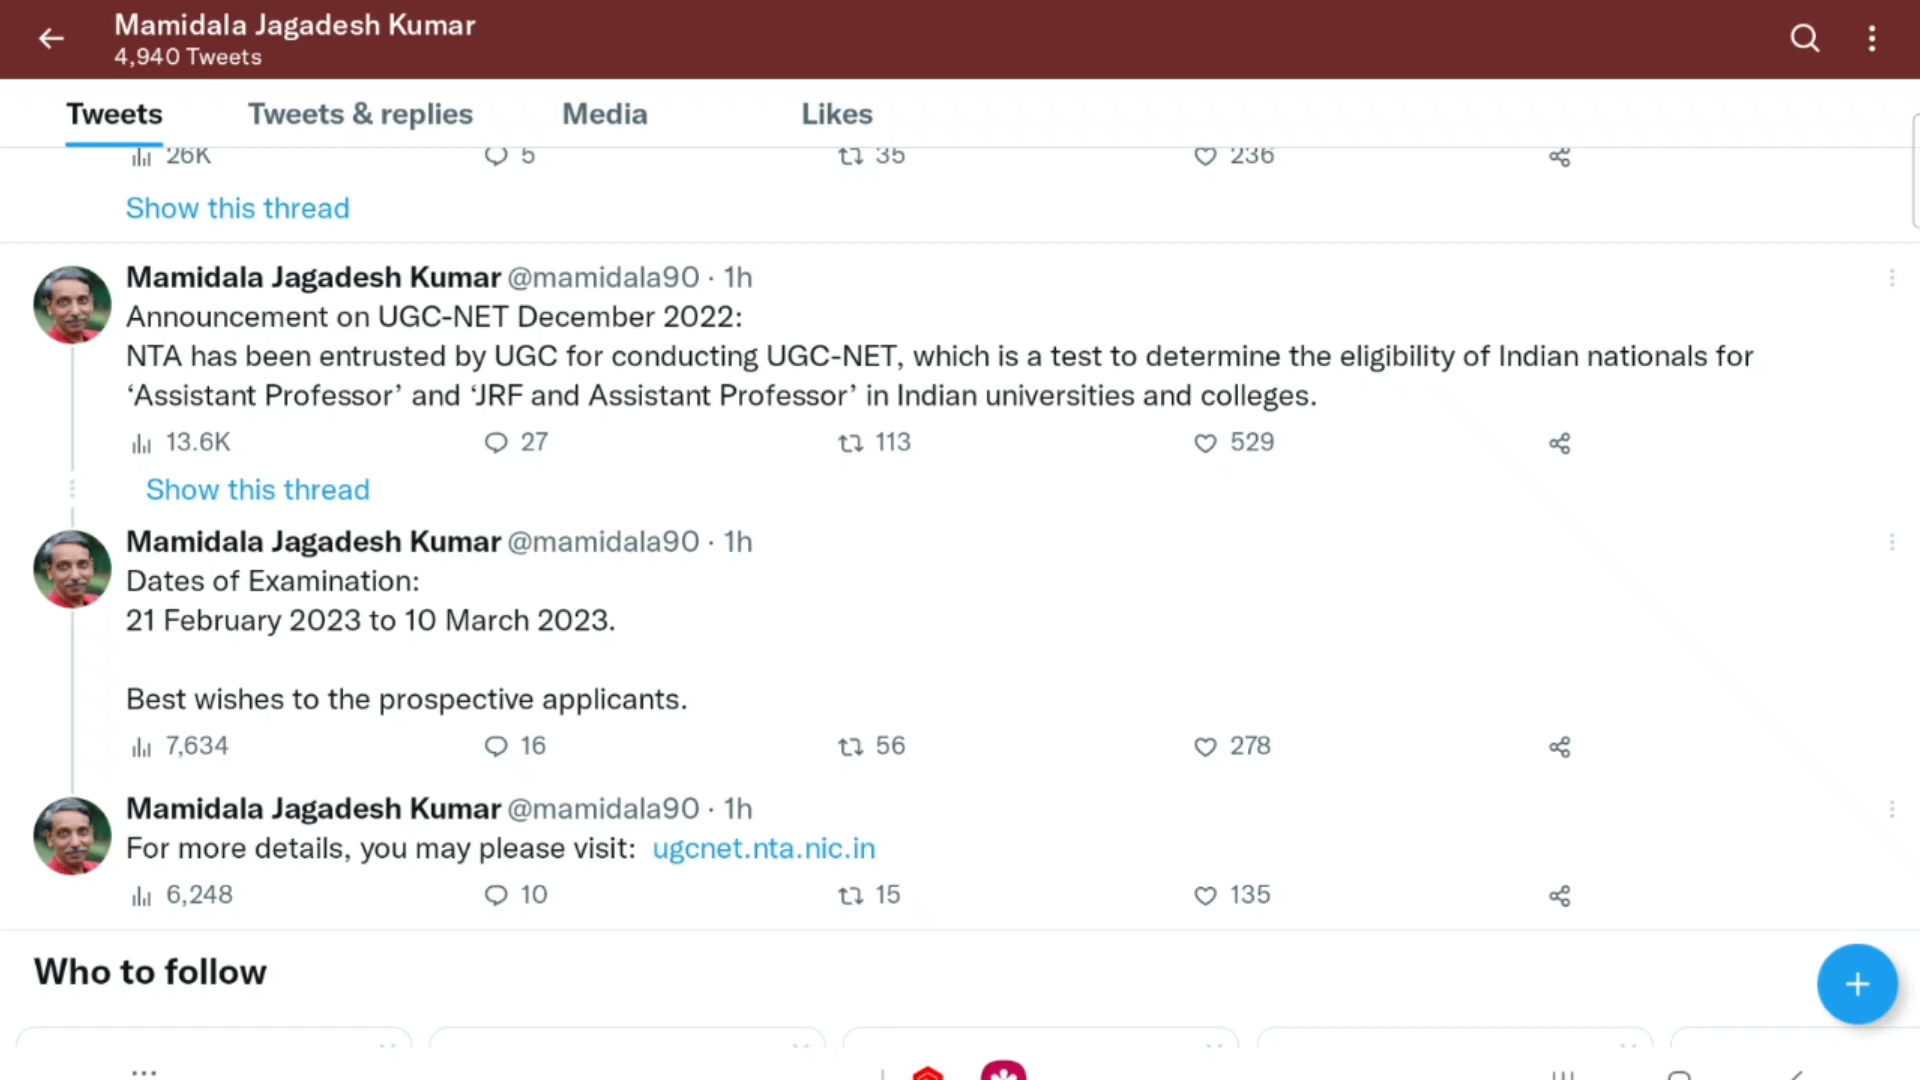 Mamidala Jagadesh Kumar
4,940 Tweets
Tweets Tweets & replies Media Likes
26K 5 35 236
Show this thread
Mamidala Jagadesh Kumar @mamidala90 · 1h
Announcement on UGC-NET December 2022:
NTA has been entrusted by UGC for conducting UGC-NET, which is a test to determine the eligibility of Indian nationals for
‘Assistant Professor’ and ‘JRF and Assistant Professor’ in Indian universities and colleges.
13.6K 27 113 529
Show this thread
Mamidala Jagadesh Kumar @mamidala90 · 1h
Dates of Examination:
21 February 2023 to 10 March 2023.
Best wishes to the prospective applicants.
7,634 16 56 278
Mamidala Jagadesh Kumar @mamidala90 · 1h
For more details, you may please visit: ugcnet.nta.nic.in
6,248 10 15 135
Who to follow